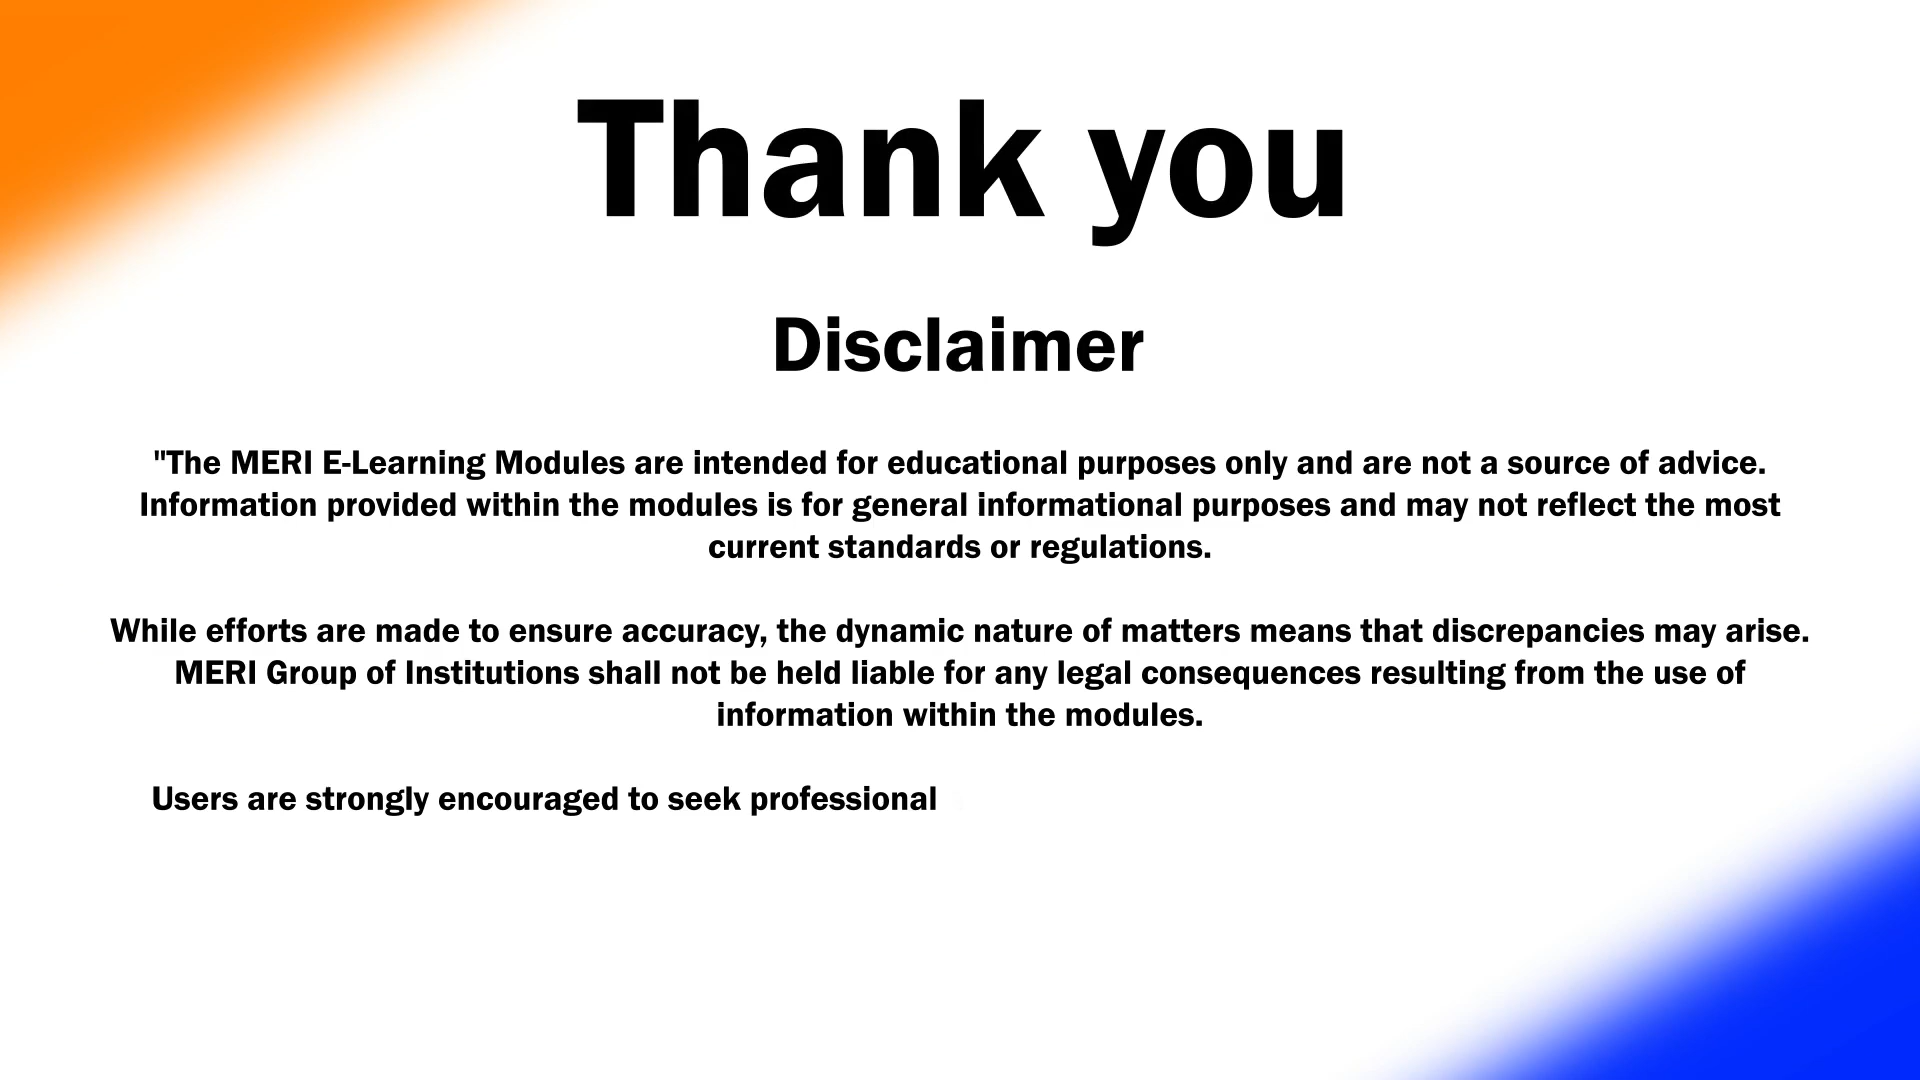 Thank you
Disclaimer
"The MERI E-Learning Modules are intended for educational purposes only and are not a source of advice.
Information provided within the modules is for general informational purposes and may not reflect the most
current standards or regulations.
While efforts are made to ensure accuracy, the dynamic nature of matters means that discrepancies may arise.
MERI Group of Institutions shall not be held liable for any legal consequences resulting from the use of
information within the modules.
Users are strongly encouraged to seek professional